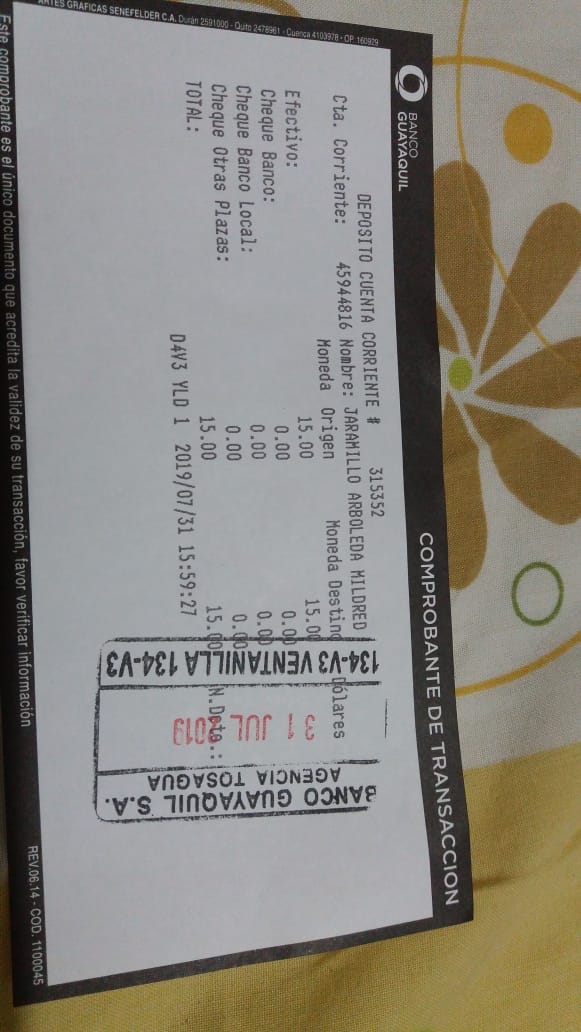 BANCO
GUAYAQUIL
COMPROBANTE DE TRANSACCION
DEPOSITO CUENTA CORRIENTE # 315352
Cta. Corriente: 45944816 Nombre: JARAMILLO ARBOLEDA MILDRED
Moneda Origen Moneda Destino Dólares
Efectivo: 15.00 15.00
Cheque Banco: 0.00 0.00
Cheque Banco Local: 0.00 0.00
Cheque Otras Plazas: 0.00 0.00
TOTAL: 15.00 15.00 N.Dcto.:
D4V3 YLD 1 2019/07/31 15:59:27
134-V3 VENTANILLA 134-V3
31 JUL 2019
BANCO GUAYAQUIL S.A.
AGENCIA TOSAGUA
ARTES GRAFICAS SENEFELDER C.A.
REV.06.14 - COD. 1100045
Este comprobante es el único documento que acredita la validez de su transacción, favor verificar información